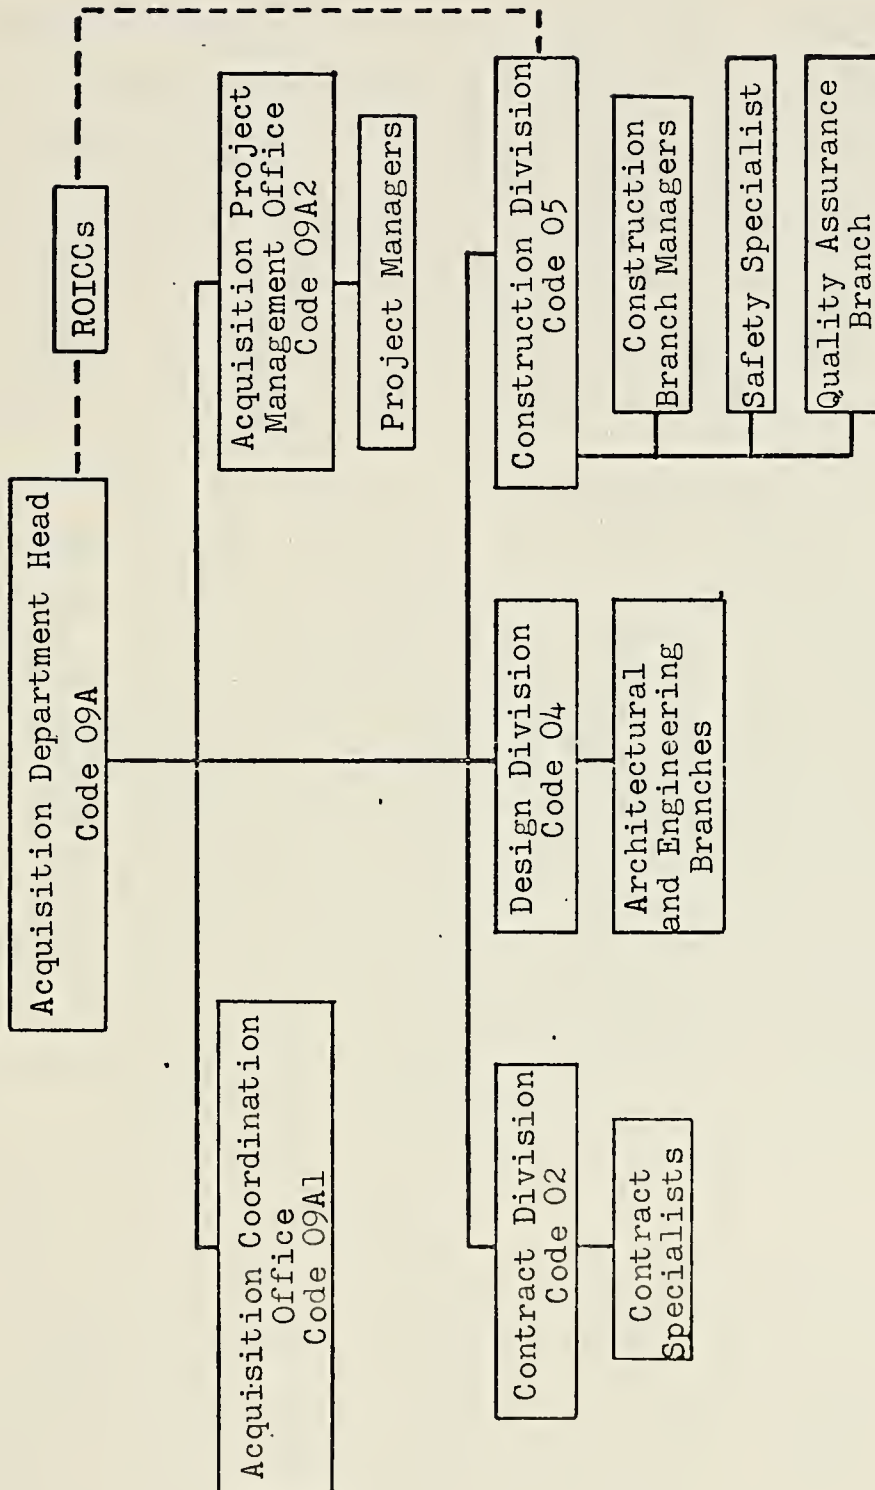 Acquisition Department Head
Code 09A
ROICCs
Acquisition Coordination
Office
Code 09A1
Acquisition Project
Management Office
Code 09A2
Project Managers
Contract Division
Code 02
Contract
Specialists
Design Division
Code 04
Architectural
and Engineering
Branches
Construction Division
Code 05
Construction
Branch Managers
Safety Specialist
Quality Assurance
Branch